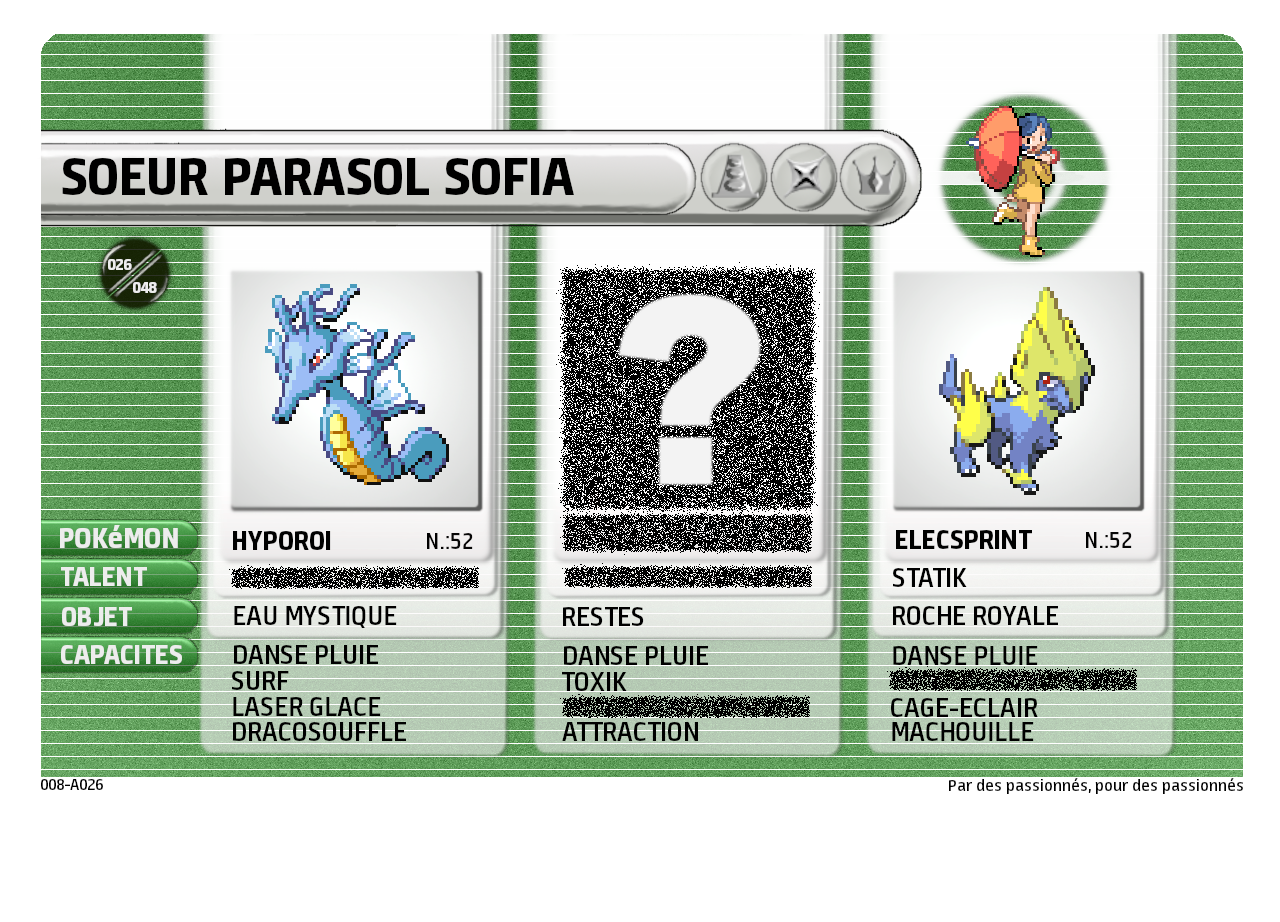 SOEUR PARASOL SOFIA
026
048
POKéMON
HYPOROI N.:52
ELECSPRINT N.:52
TALENT
STATIK
OBJET
EAU MYSTIQUE
RESTES
ROCHE ROYALE
CAPACITES
DANSE PLUIE
SURF
LASER GLACE
DRACOSOUFFLE
DANSE PLUIE
TOXIK
ATTRACTION
DANSE PLUIE
CAGE-ECLAIR
MACHOUILLE
008-A026
Par des passionnés, pour des passionnés